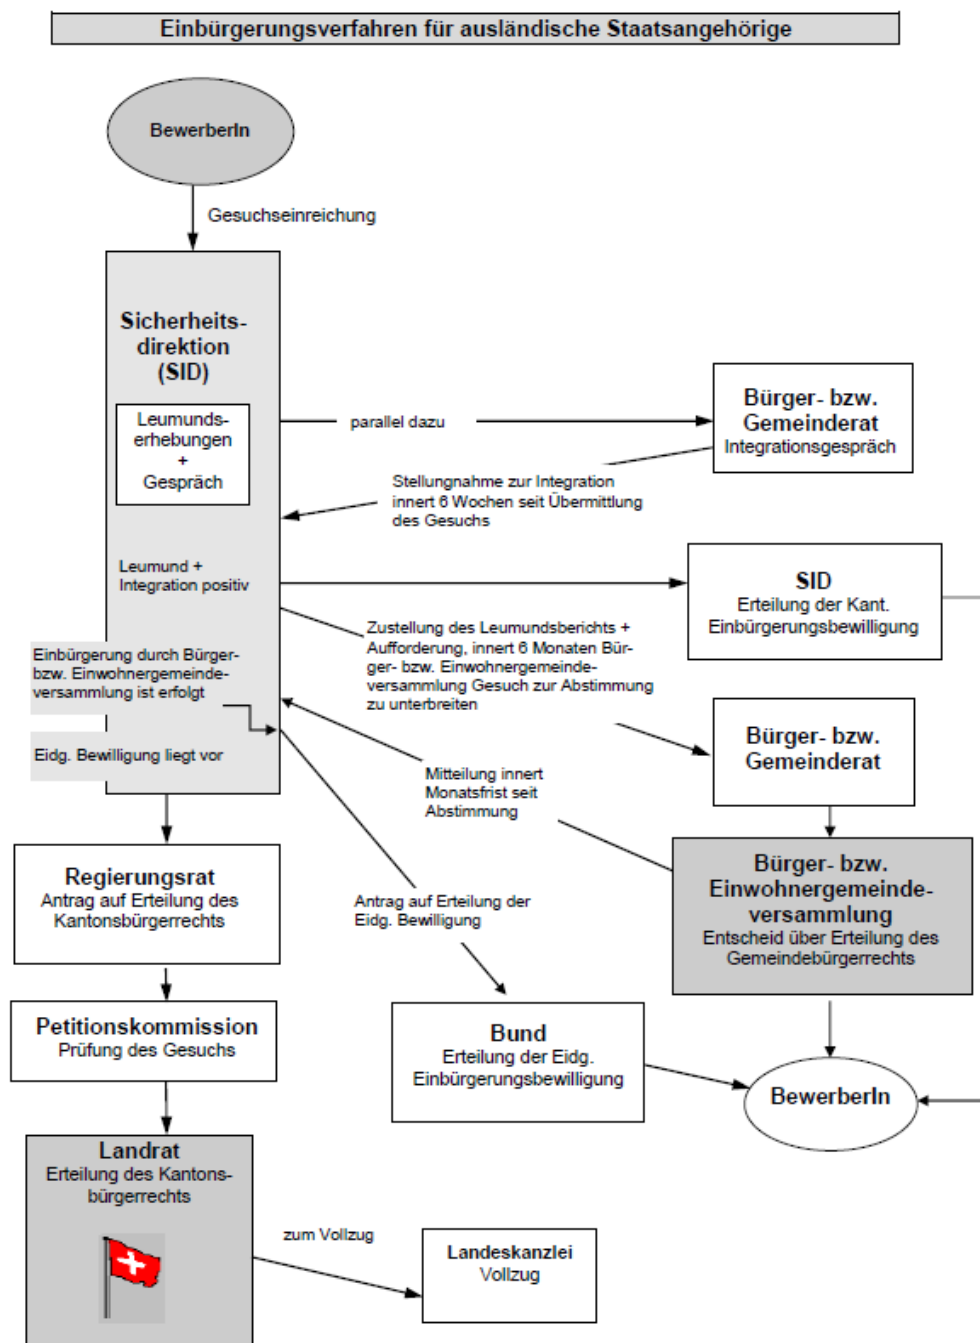 Einbürgerungsverfahren für ausländische Staatsangehörige
BewerberIn
Gesuchseinreichung
Sicherheits-
direktion
(SID)
Leumunds-
erhebungen
+
Gespräch
parallel dazu
Bürger- bzw.
Gemeinderat
Integrationsgespräch
Stellungnahme zur Integration
innert 6 Wochen seit Übermittlung
des Gesuchs
Leumund +
Integration positiv
SID
Erteilung der Kant.
Einbürgerungsbewilligung
Zustellung des Leumundsberichts +
Aufforderung, innert 6 Monaten Bür-
ger- bzw. Einwohnergemeinde-
versammlung Gesuch zur Abstimmung
zu unterbreiten
Einbürgerung durch Bürger-
bzw. Einwohnergemeinde-
versammlung ist erfolgt
Eidg. Bewilligung liegt vor
Bürger- bzw.
Gemeinderat
Mitteilung innert
Monatsfrist seit
Abstimmung
Bürger- bzw.
Einwohnergemeinde-
versammlung
Entscheid über Erteilung des
Gemeindebürgerrechts
Regierungsrat
Antrag auf Erteilung des
Kantonsbürgerrechts
Antrag auf Erteilung der
Eidg. Bewilligung
Petitionskommission
Prüfung des Gesuchs
Bund
Erteilung der Eidg.
Einbürgerungsbewilligung
BewerberIn
Landrat
Erteilung des Kantons-
bürgerrechts
zum Vollzug
Landeskanzlei
Vollzug